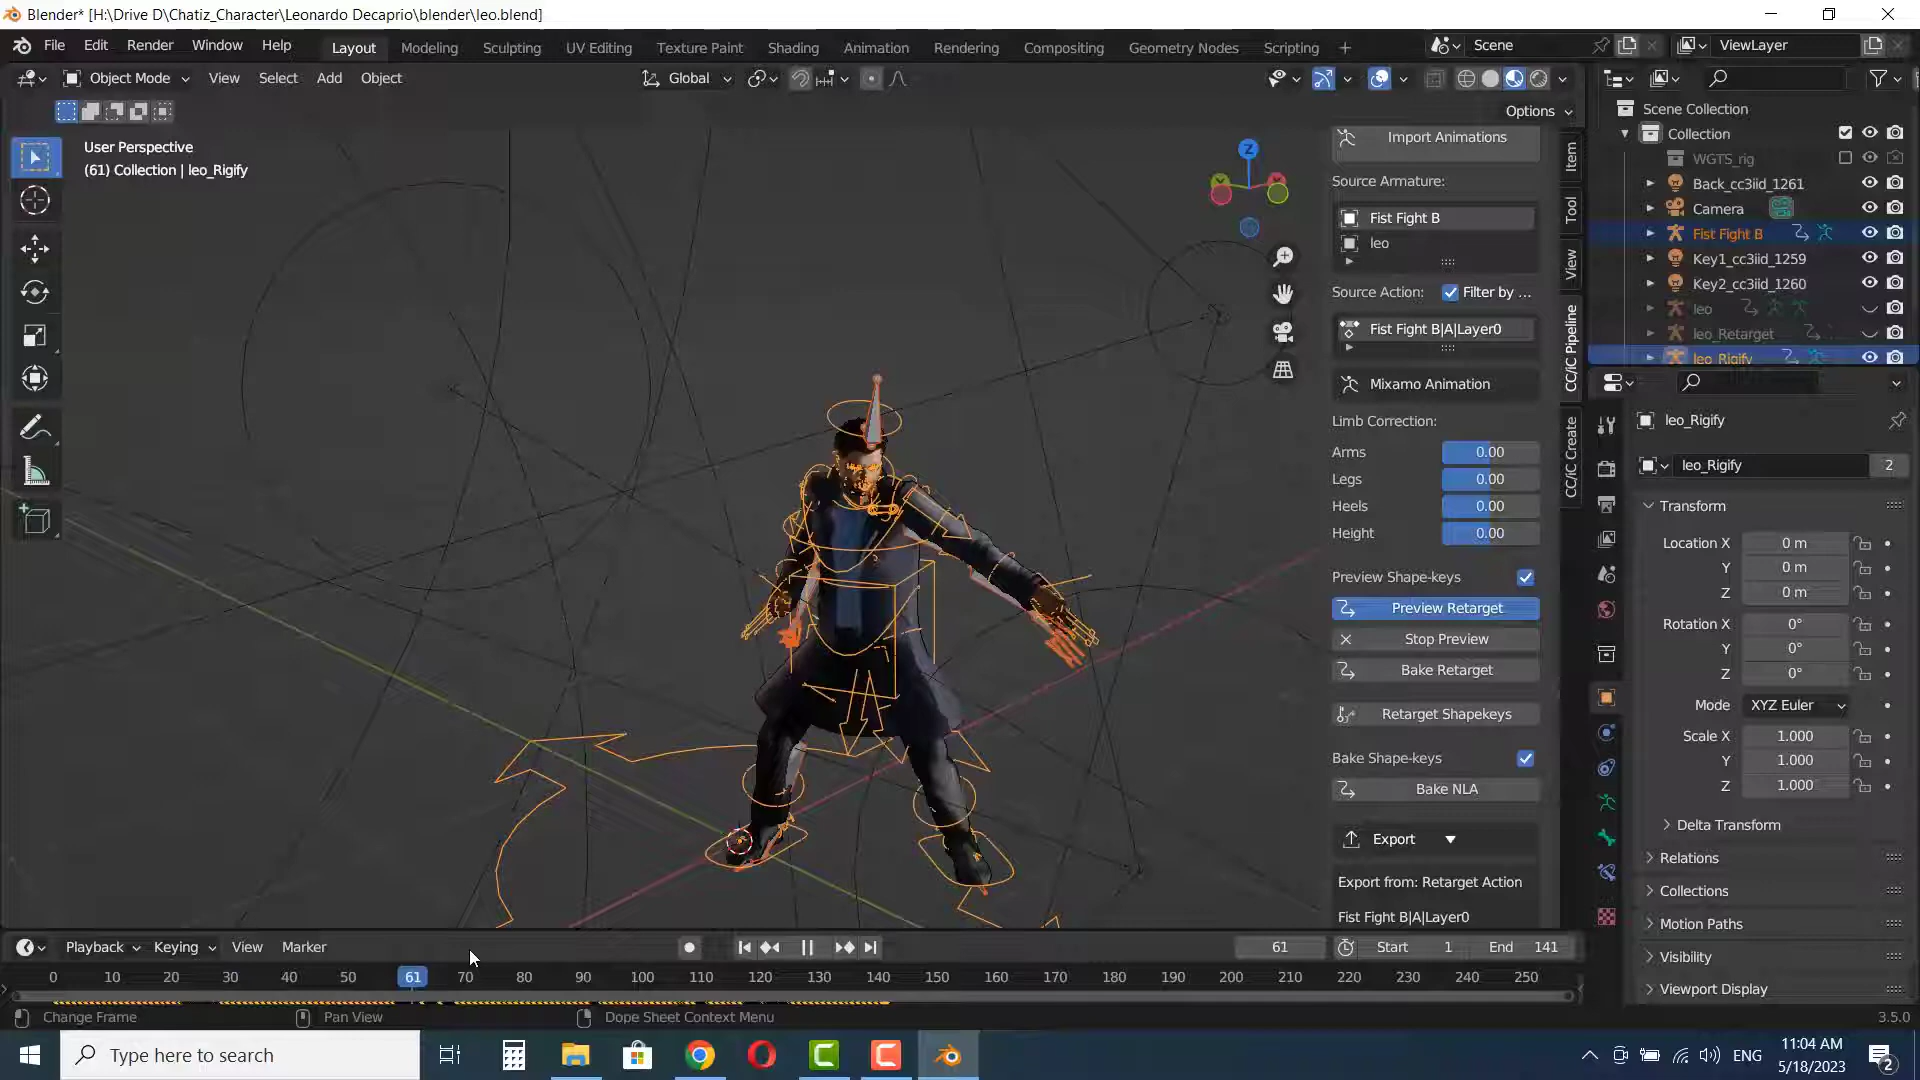 Blender* [H:\Drive D\Chatiz_Character\Leonardo Decaprio\blender\leo.blend]
File Edit Render Window Help Layout Modeling Sculpting UV Editing Texture Paint Shading Animation Rendering Compositing Geometry Nodes Scripting + Scene ViewLayer
Object Mode View Select Add Object Global
Options
User Perspective
(61) Collection | leo_Rigify
Z
Import Animations
Source Armature:
Fist Fight B
leo
Source Action: Filter by ...
Fist Fight B|A|Layer0
Mixamo Animation
Limb Correction:
Arms 0.00
Legs 0.00
Heels 0.00
Height 0.00
Preview Shape-keys
Preview Retarget
Stop Preview
Bake Retarget
Retarget Shapekeys
Bake Shape-keys
Bake NLA
Export
Export from: Retarget Action
Fist Fight B|A|Layer0
Item
Tool
View
CC/iC Pipeline
CC/iC Create
Scene Collection
Collection
WGTS_rig
Back_cc3iid_1261
Camera
Fist Fight B
Key1_cc3iid_1259
Key2_cc3iid_1260
leo
leo_Retarget
leo_Rigify
leo_Rigify
leo_Rigify 2
Transform
Location X 0 m
Y 0 m
Z 0 m
Rotation X 0°
Y 0°
Z 0°
Mode XYZ Euler
Scale X 1.000
Y 1.000
Z 1.000
Delta Transform
Relations
Collections
Motion Paths
Visibility
Viewport Display
Playback Keying View Marker 61 Start 1 End 141
0 10 20 30 40 50 61 70 80 90 100 110 120 130 140 150 160 170 180 190 200 210 220 230 240 250
Change Frame Pan View Dope Sheet Context Menu 3.5.0
Type here to search ENG 11:04 AM
5/18/2023 2